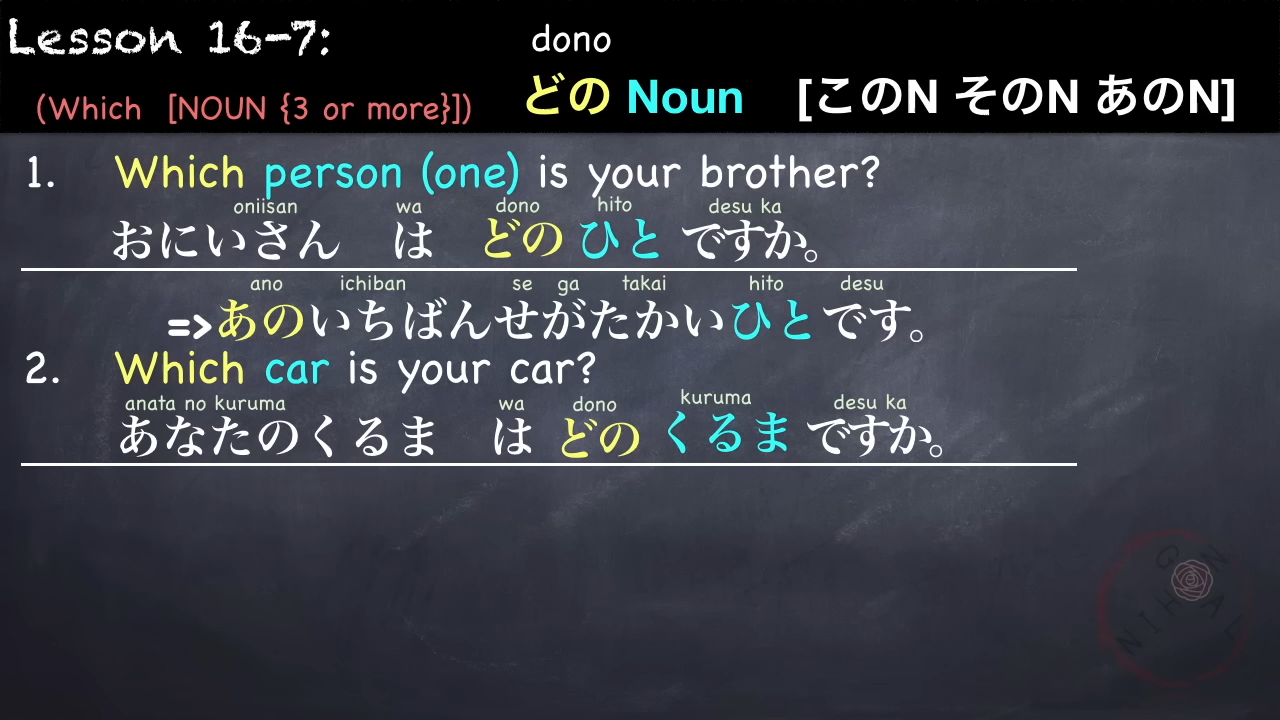 Lesson 16-7:
dono
(Which [NOUN {3 or more}])
どの Noun [このN そのN あのN]
1. Which person (one) is your brother?
oniisan wa dono hito desu ka
おにいさん は どの ひと ですか。
ano ichiban se ga takai hito desu
=>あのいちばんせがたかいひとです。
2. Which car is your car?
anata no kuruma wa dono kuruma desu ka
あなたのくるま は どの くるま ですか。
NIHON GAL